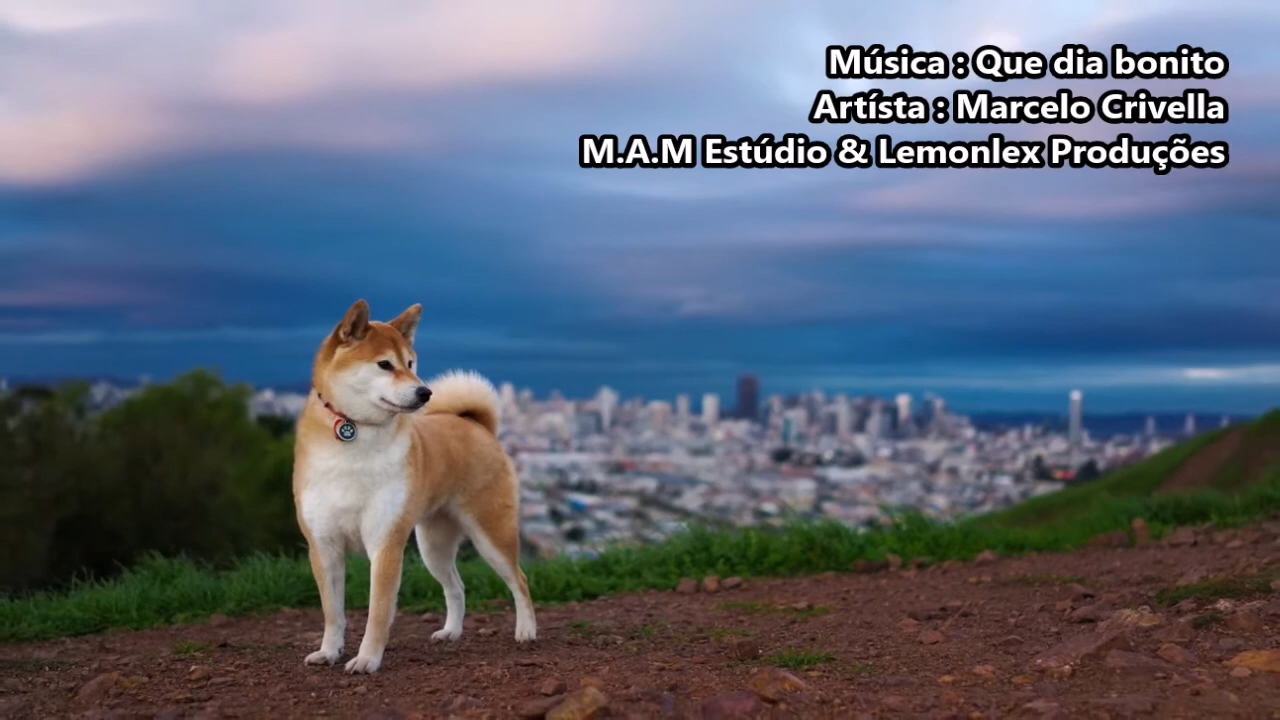 Música : Que dia bonito
Artísta : Marcelo Crivella
M.A.M Estúdio & Lemonlex Produções